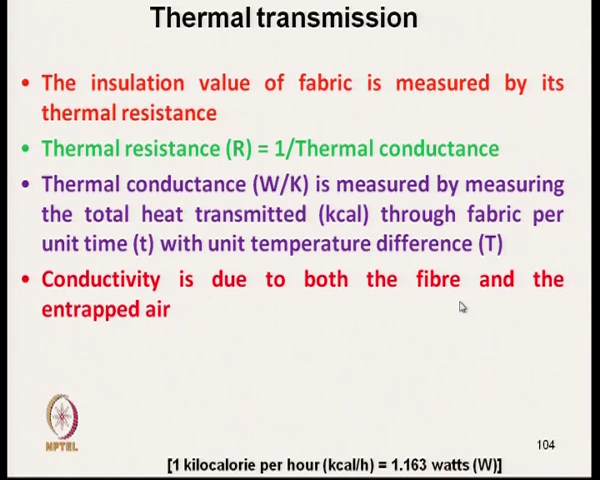 Thermal transmission
• The insulation value of fabric is measured by its
thermal resistance
• Thermal resistance (R) = 1/Thermal conductance
• Thermal conductance (W/K) is measured by measuring
the total heat transmitted (kcal) through fabric per
unit time (t) with unit temperature difference (T)
• Conductivity is due to both the fibre and the
entrapped air
NPTEL
104
[1 kilocalorie per hour (kcal/h) = 1.163 watts (W)]